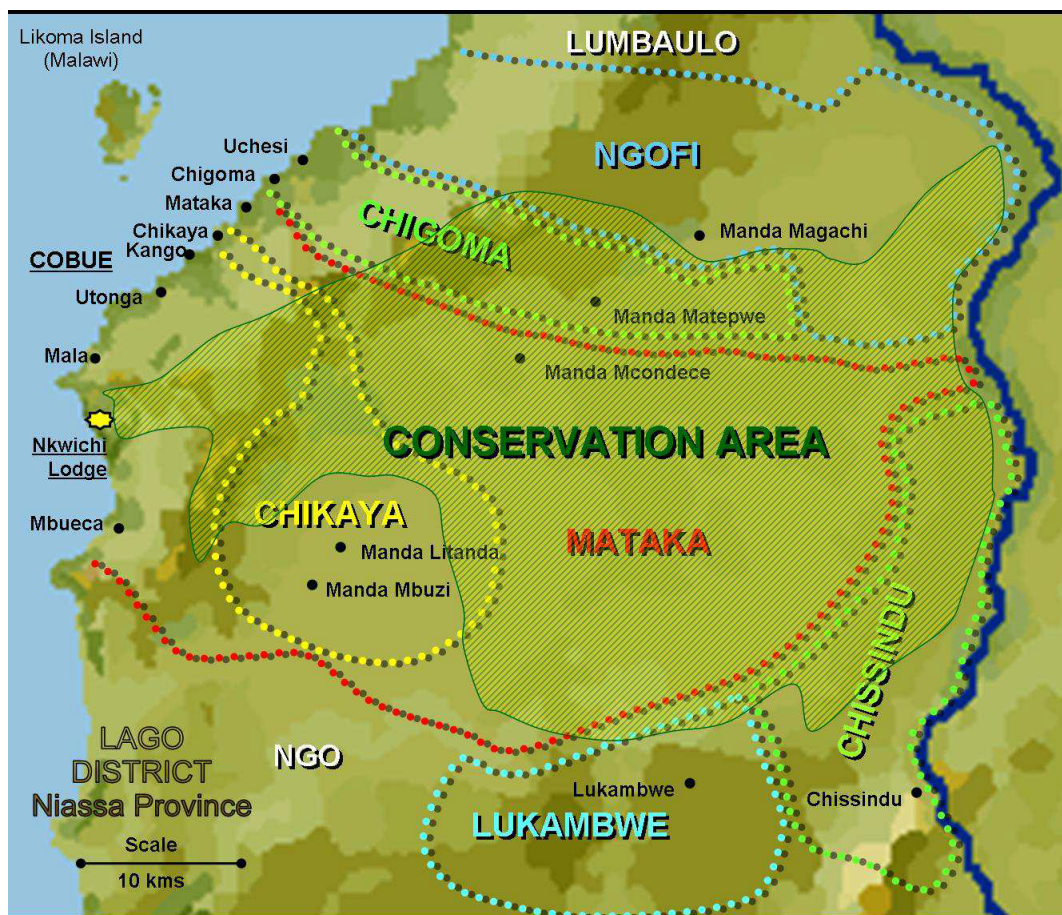 Likoma Island
(Malawi)
LUMBAULO
NGOFI
Uchesi
Chigoma
Mataka
Chikaya
Kango
COBUE
Utonga
CHIGOMA
Manda Magachi
Manda Matepwe
Mala
Manda Mcondece
Nkwichi
Lodge
CONSERVATION AREA
Mbueca
CHIKAYA
MATAKA
Manda Litanda
Manda Mbuzi
CHISSINDU
LAGO
DISTRICT
Niassa Province
NGO
Lukambwe
Chissindu
LUKAMBWE
Scale
10 kms